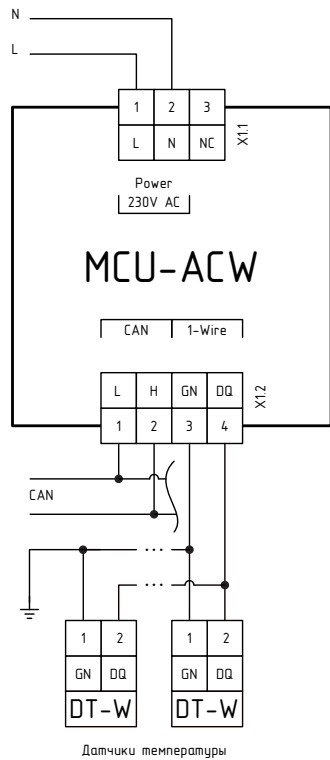 N
L
1 2 3
L N NC
X1.1
Power
230V AC
MCU-ACW
CAN 1-Wire
L H GN DQ
1 2 3 4
X1.2
CAN
... 
...
1 2 1 2
GN DQ GN DQ
DT-W DT-W
Датчики температуры